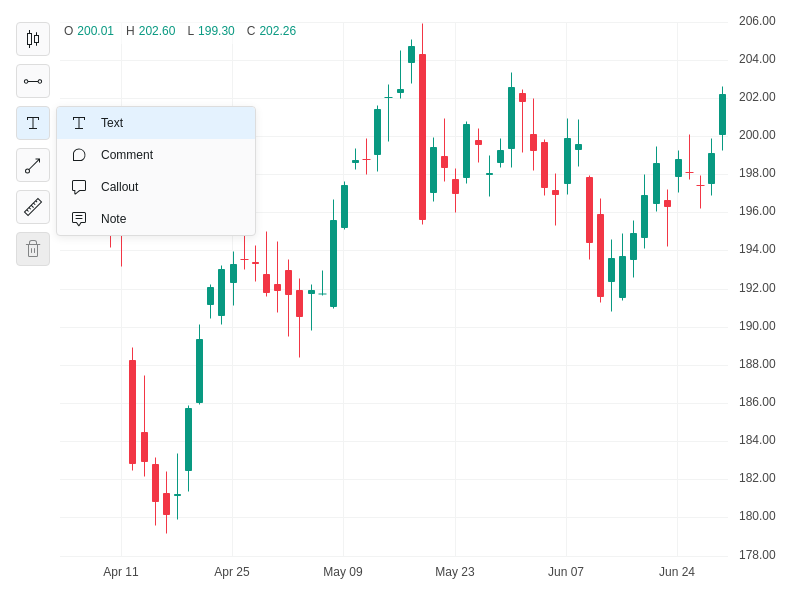 O 200.01 H 202.60 L 199.30 C 202.26
Text
Comment
Callout
Note
206.00
204.00
202.00
200.00
198.00
196.00
194.00
192.00
190.00
188.00
186.00
184.00
182.00
180.00
178.00
Apr 11 Apr 25 May 09 May 23 Jun 07 Jun 24